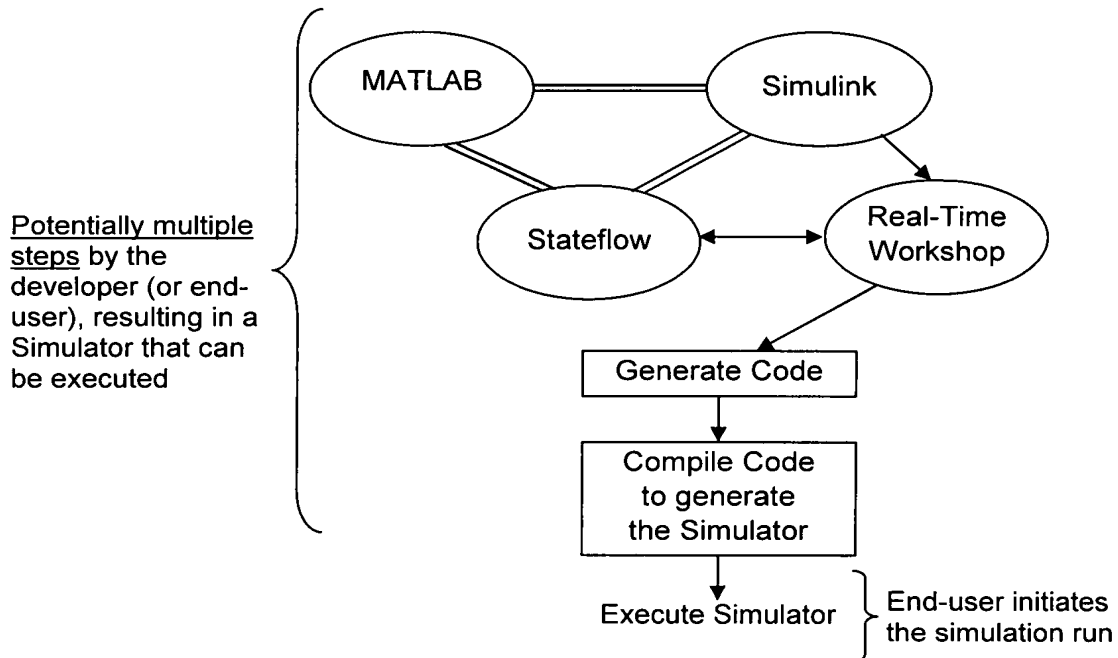 MATLAB
Simulink
Stateflow
Real-Time
Workshop
Potentially multiple
steps by the
developer (or end-
user), resulting in a
Simulator that can
be executed
Generate Code
Compile Code
to generate
the Simulator
Execute Simulator
End-user initiates
the simulation run